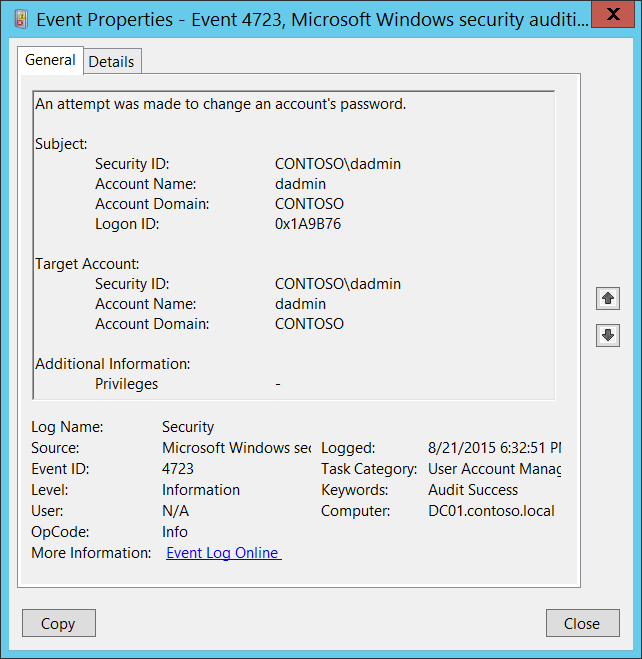 Event Properties - Event 4723, Microsoft Windows security auditi...
X
General Details
An attempt was made to change an account's password.
Subject:
Security ID: CONTOSO\dadmin
Account Name: dadmin
Account Domain: CONTOSO
Logon ID: 0x1A9B76
Target Account:
Security ID: CONTOSO\dadmin
Account Name: dadmin
Account Domain: CONTOSO
Additional Information:
Privileges -
Log Name: Security
Source: Microsoft Windows sec Logged: 8/21/2015 6:32:51 PM
Event ID: 4723 Task Category: User Account Manag
Level: Information Keywords: Audit Success
User: N/A Computer: DC01.contoso.local
OpCode: Info
More Information: Event Log Online
Copy Close